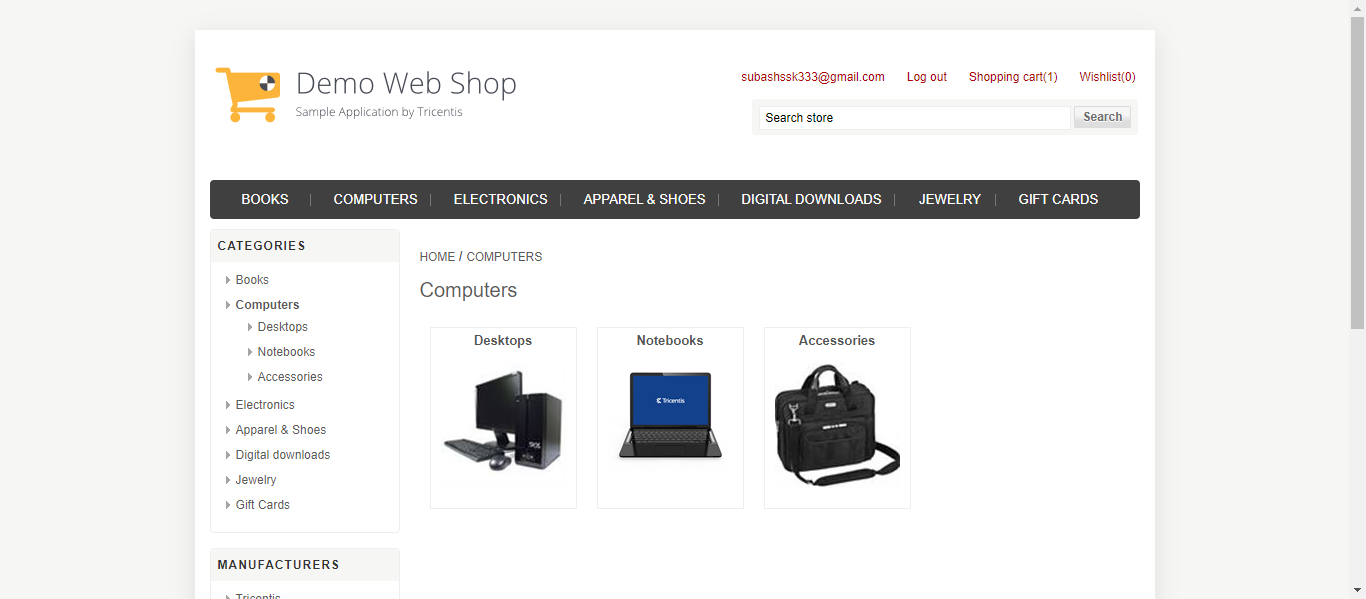 Demo Web Shop
Sample Application by Tricentis
subashssk333@gmail.com Log out Shopping cart(1) Wishlist(0)
Search store Search
BOOKS COMPUTERS ELECTRONICS APPAREL & SHOES DIGITAL DOWNLOADS JEWELRY GIFT CARDS
CATEGORIES
Books
Computers
Desktops
Notebooks
Accessories
Electronics
Apparel & Shoes
Digital downloads
Jewelry
Gift Cards
MANUFACTURERS
Tricentis
HOME / COMPUTERS
Computers
Desktops
Notebooks
Tricentis
Accessories